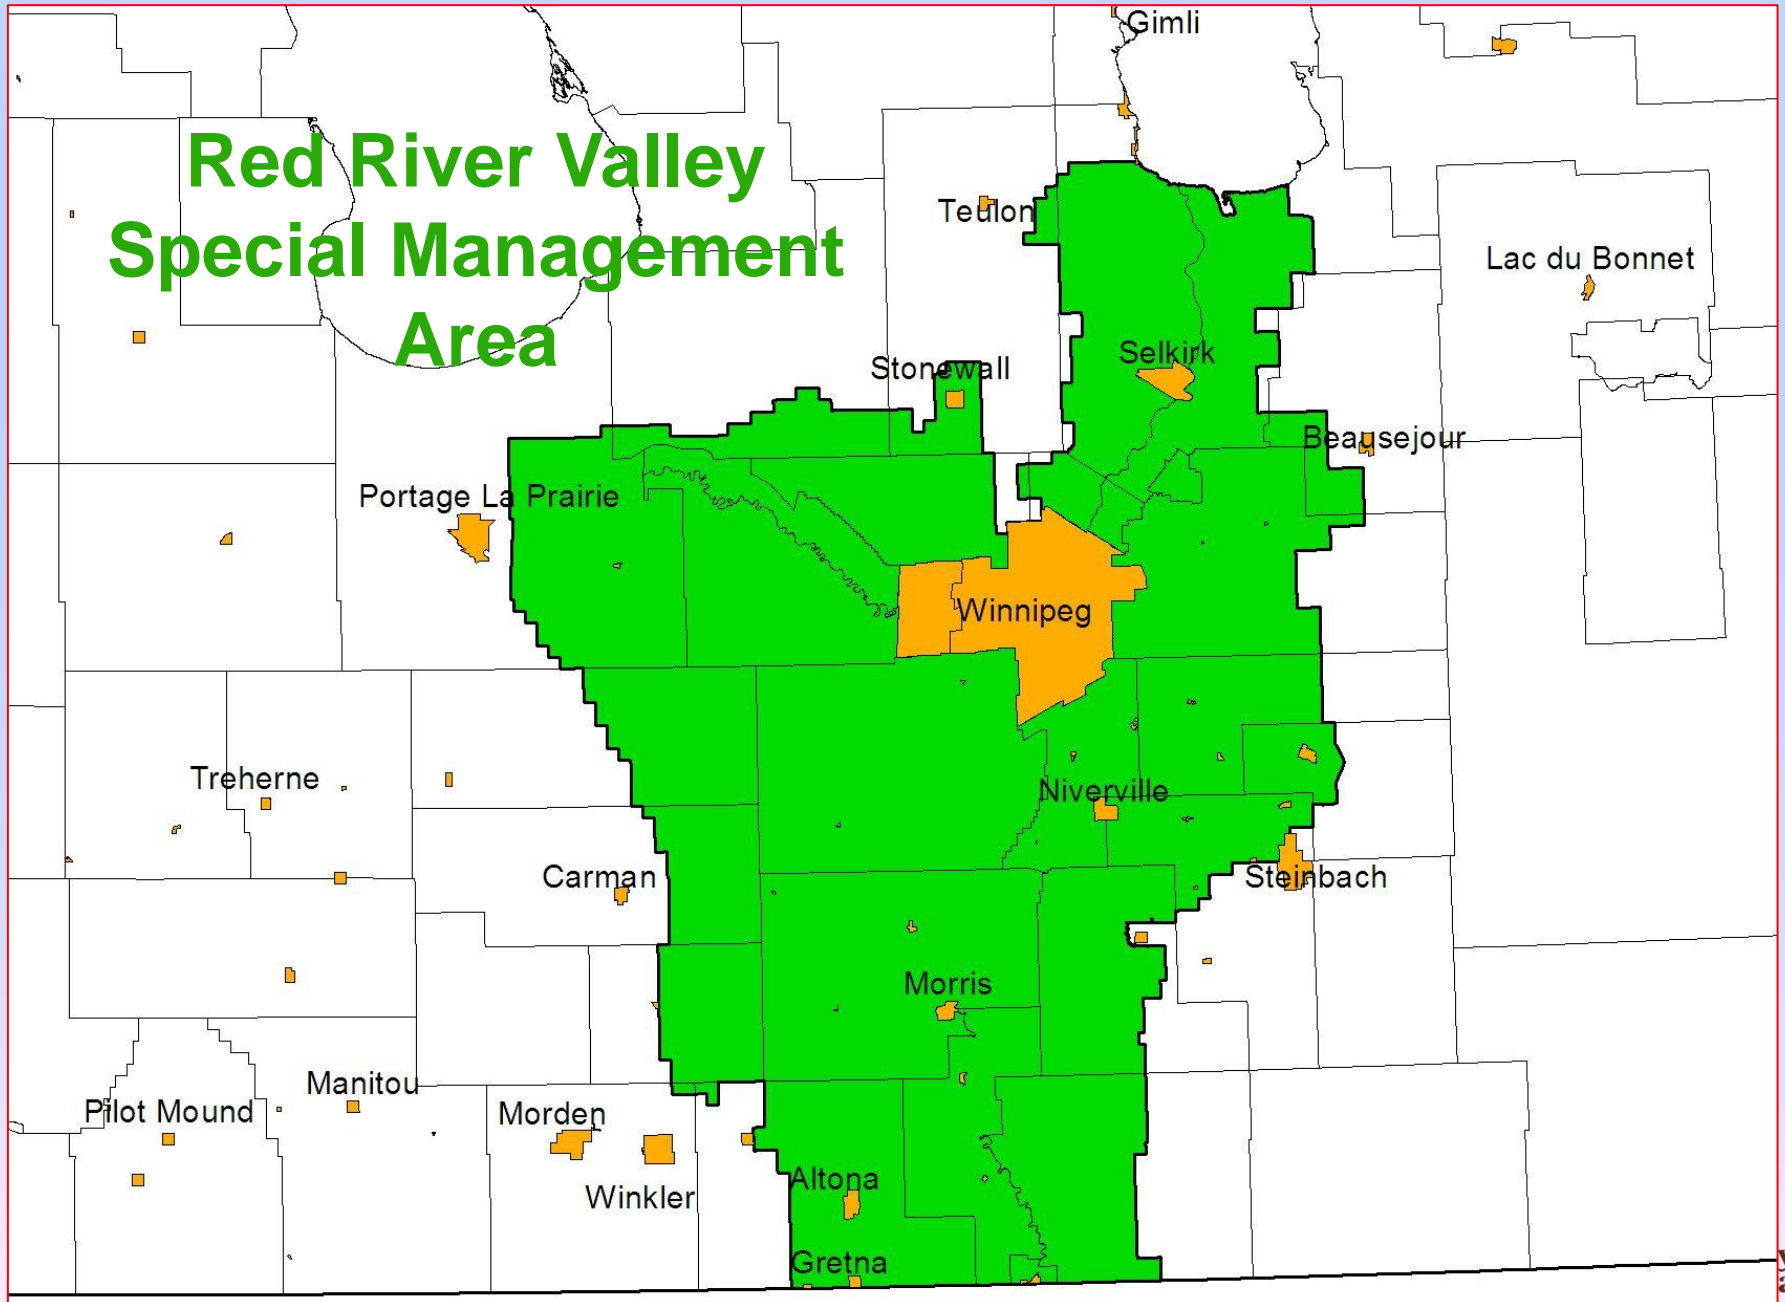 Gimli
Red River Valley
Special Management
Area
Teulon
Lac du Bonnet
Selkirk
Stonewall
Beausejour
Portage La Prairie
Winnipeg
Treherne
Niverville
Carman
Steinbach
Morris
Manitou
Pilot Mound
Morden
Altona
Winkler
Gretna